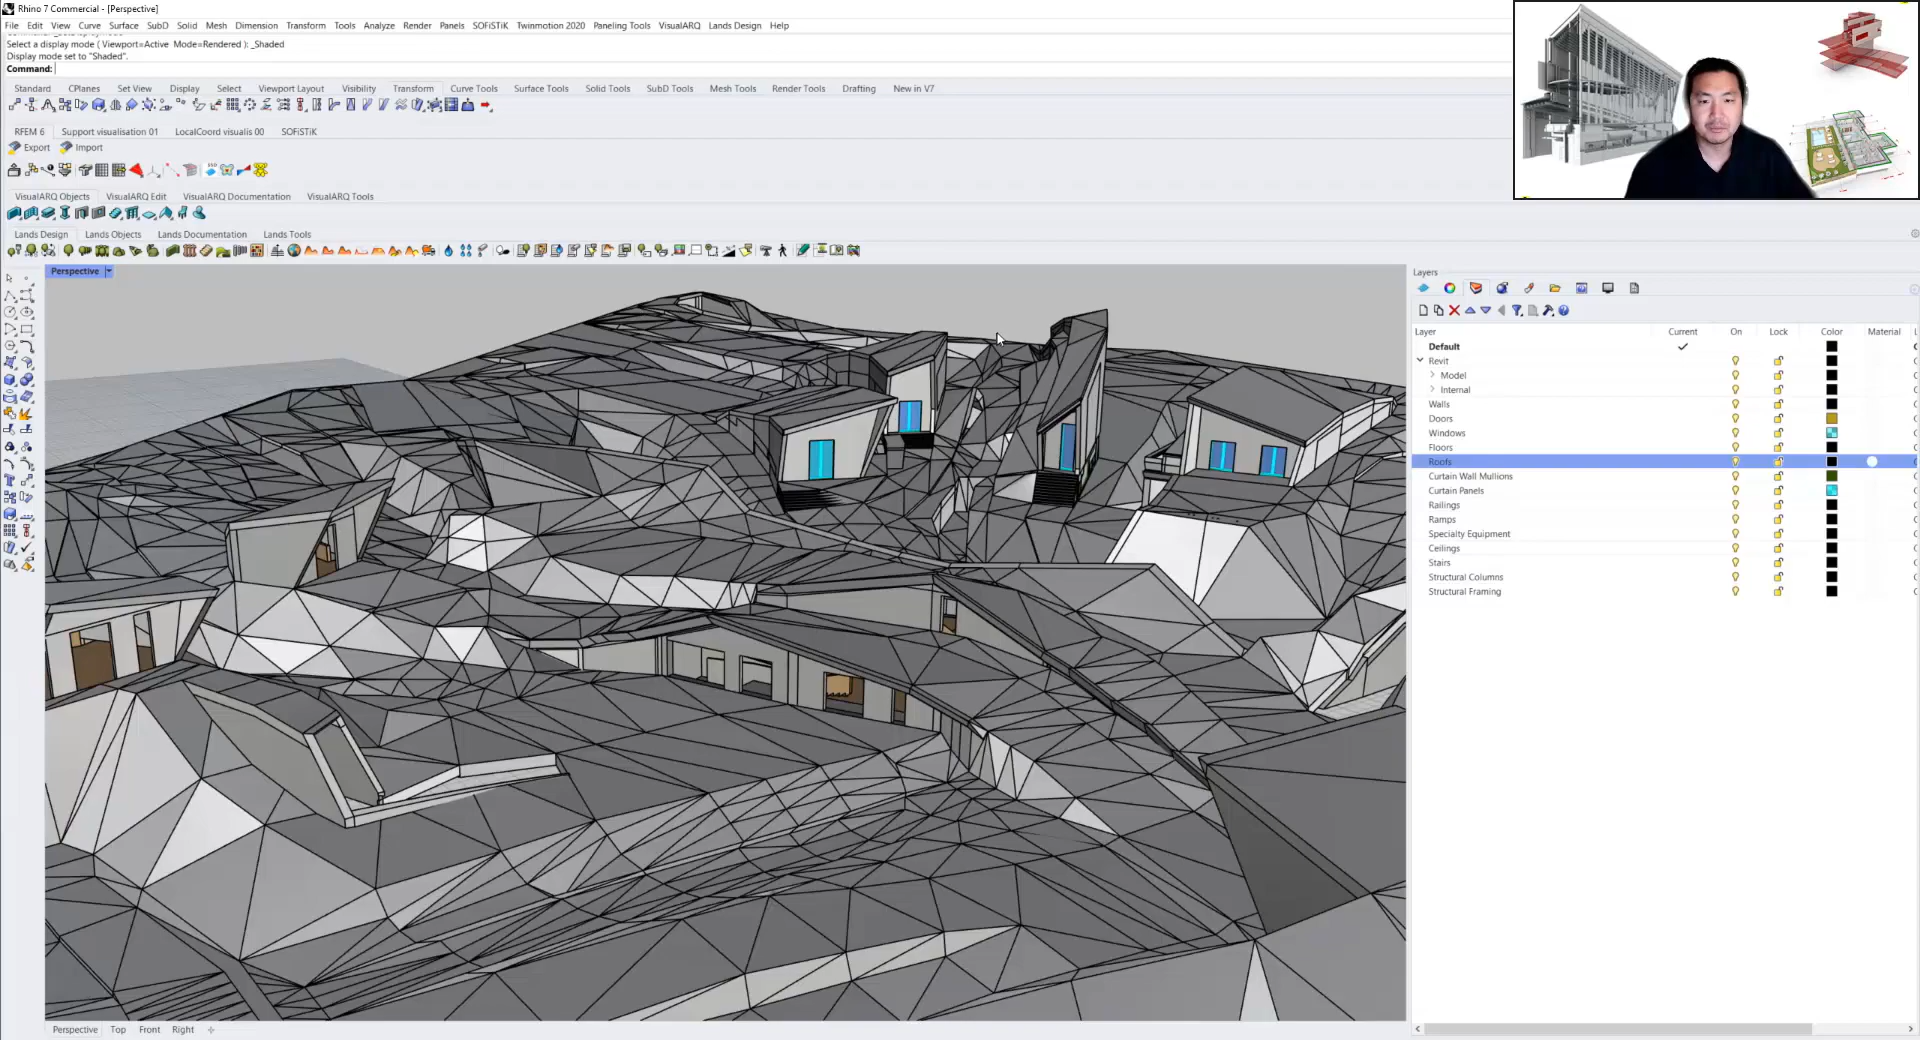 Rhino 7 Commercial - [Perspective]
File Edit View Curve Surface SubD Solid Mesh Dimension Transform Tools Analyze Render Panels SOFiSTiK Twinmotion 2020 Paneling Tools VisualARQ Lands Design Help
Select a display mode ( Viewport=Active Mode=Rendered ): _Shaded
Display mode set to "Shaded".
Command:
Standard CPlanes Set View Display Select Viewport Layout Visibility Transform Curve Tools Surface Tools Solid Tools SubD Tools Mesh Tools Render Tools Drafting New in V7
RFEM 6 Support visualisation 01 LocalCoord visualis 00 SOFiSTiK
Export Import
VisualARQ Objects VisualARQ Edit VisualARQ Documentation VisualARQ Tools
Lands Design Lands Objects Lands Documentation Lands Tools
Perspective
Layers
Layer Current On Lock Color Material
Default
Revit
Model
Internal
Walls
Doors
Windows
Floors
Roofs
Curtain Wall Mullions
Curtain Panels
Railings
Ramps
Specialty Equipment
Ceilings
Stairs
Structural Columns
Structural Framing
Perspective Top Front Right